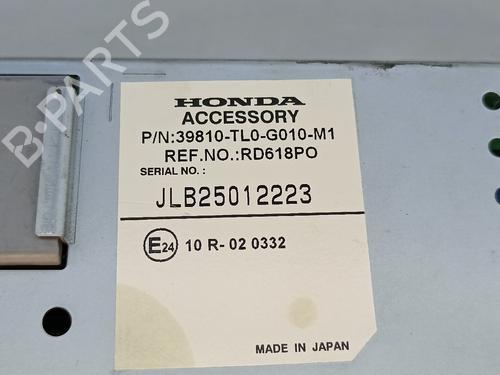 B-PARTS
HONDA
ACCESSORY
P/N:39810-TL0-G010-M1
REF.NO.:RD618PO
SERIAL NO.:
JLB25012223
E24 10 R-02 0332
MADE IN JAPAN